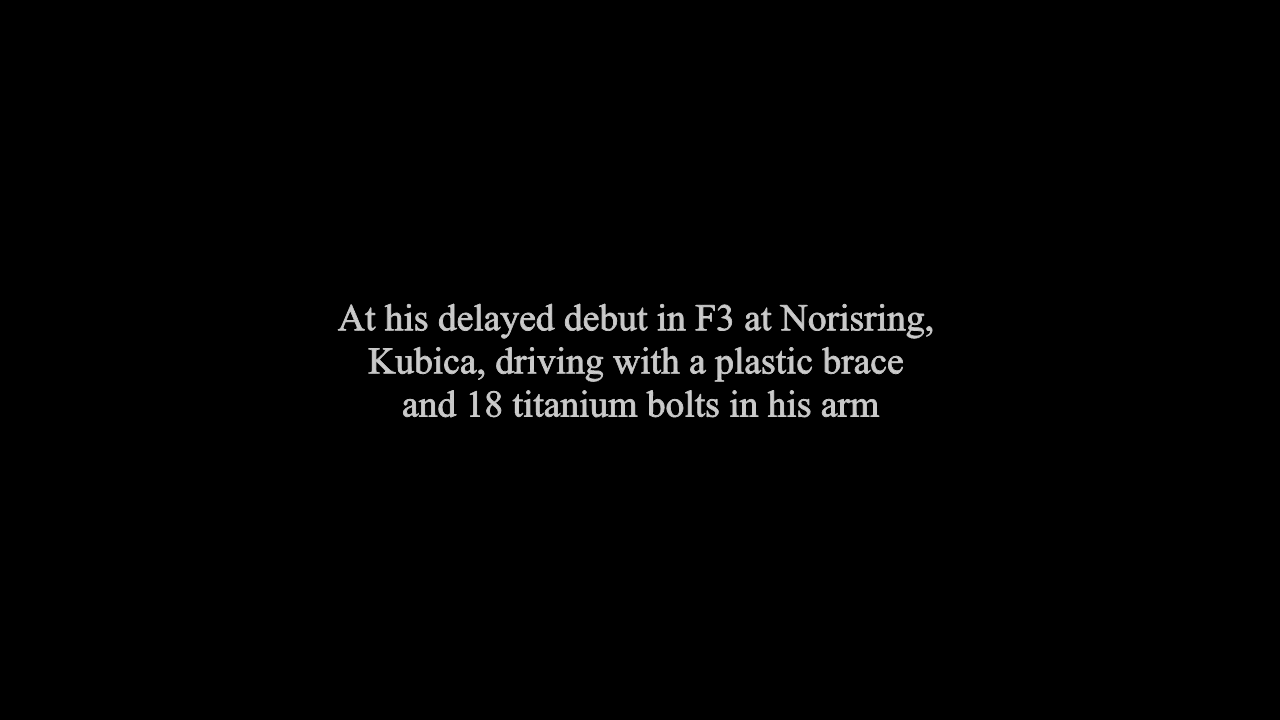 At his delayed debut in F3 at Norisring,
Kubica, driving with a plastic brace
and 18 titanium bolts in his arm